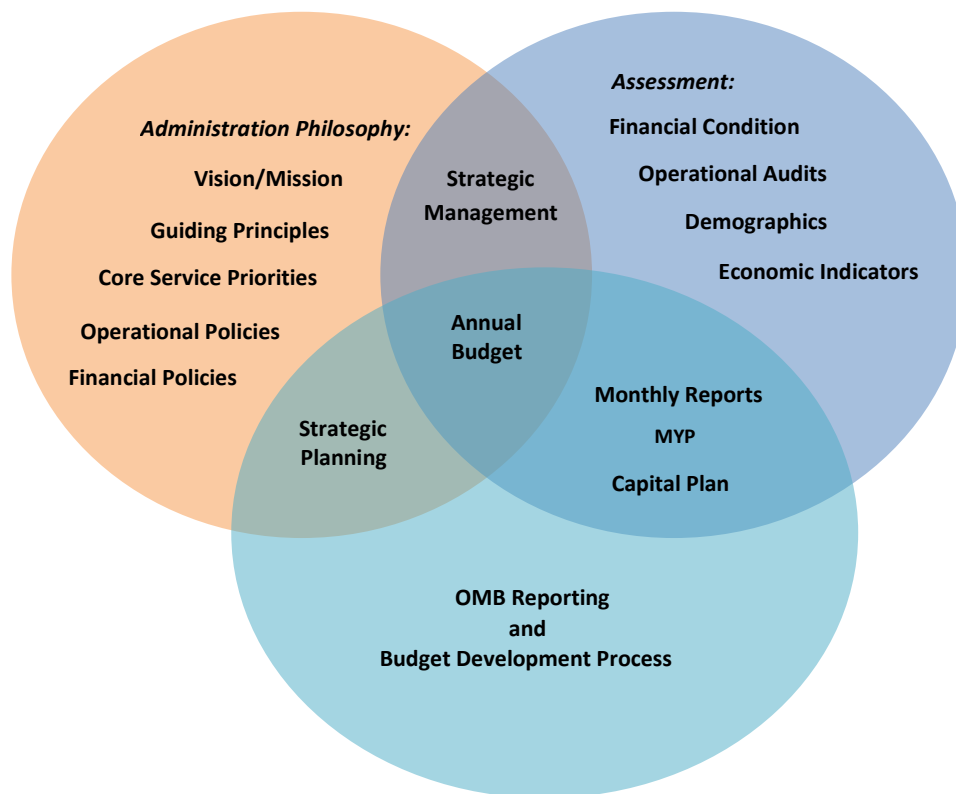 Administration Philosophy:
Vision/Mission
Guiding Principles
Core Service Priorities
Operational Policies
Financial Policies
Strategic
Management
Assessment:
Financial Condition
Operational Audits
Demographics
Economic Indicators
Annual
Budget
Strategic
Planning
Monthly Reports
MYP
Capital Plan
OMB Reporting
and
Budget Development Process